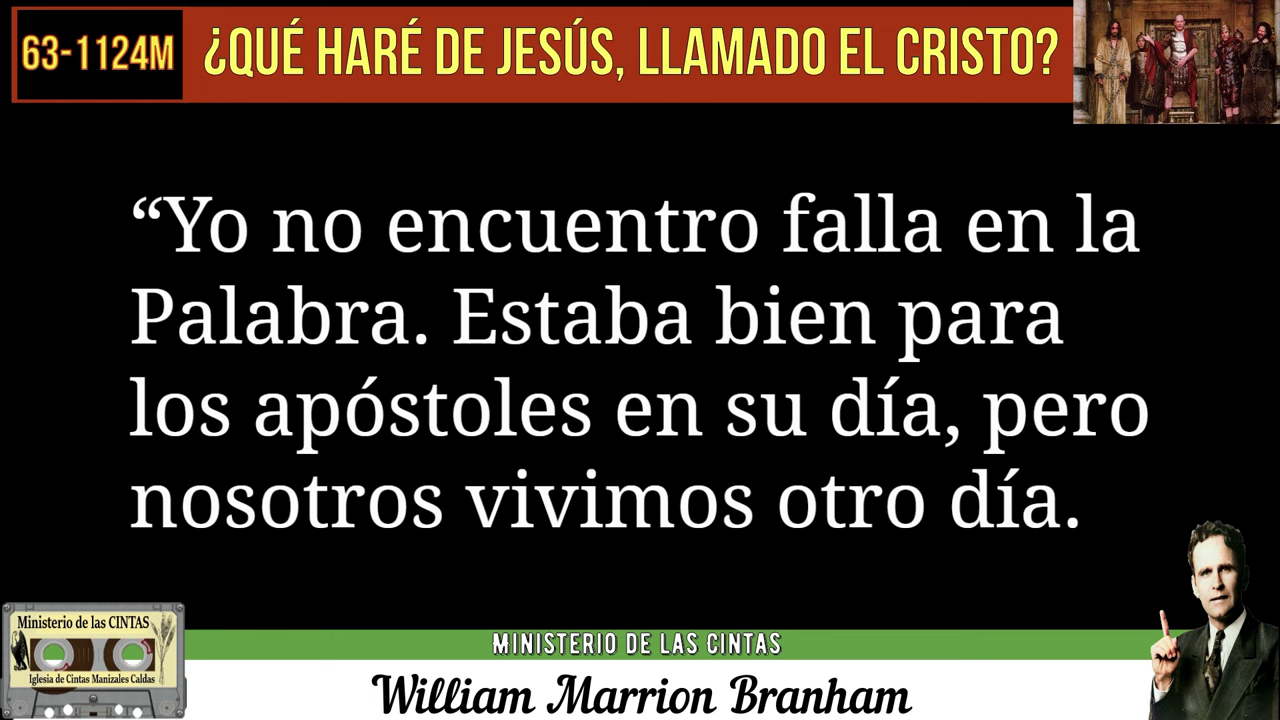 63-1124M
¿QUÉ HARÉ DE JESÚS, LLAMADO EL CRISTO?
“Yo no encuentro falla en la
Palabra. Estaba bien para
los apóstoles en su día, pero
nosotros vivimos otro día.
Ministerio de las CINTAS
Iglesia de Cintas Manizales Caldas
MINISTERIO DE LAS CINTAS
William Marrion Branham